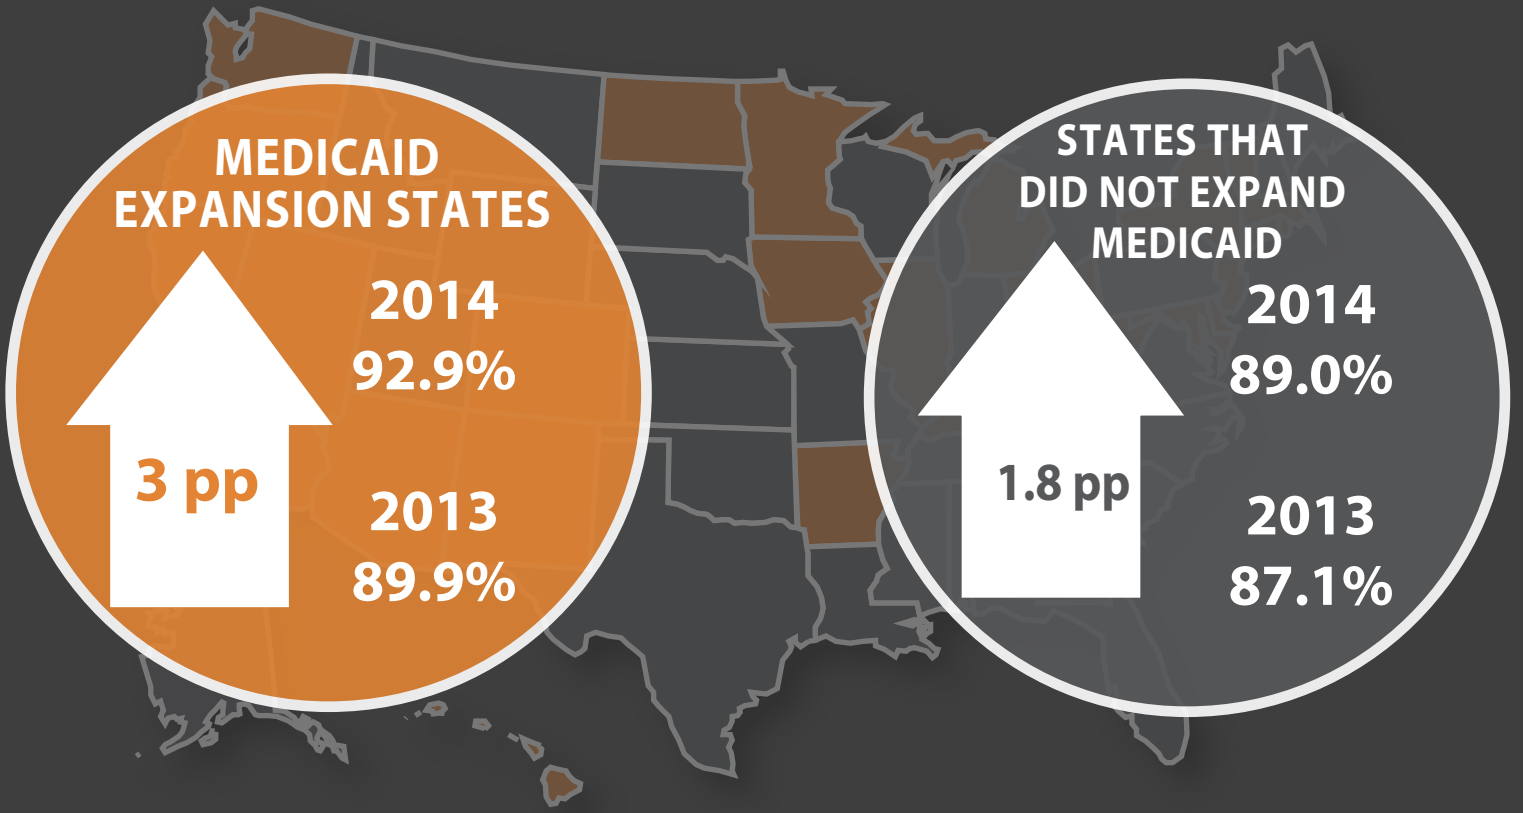 MEDICAID
EXPANSION STATES
2014
92.9%
3 pp
2013
89.9%
STATES THAT
DID NOT EXPAND
MEDICAID
2014
89.0%
1.8 pp
2013
87.1%